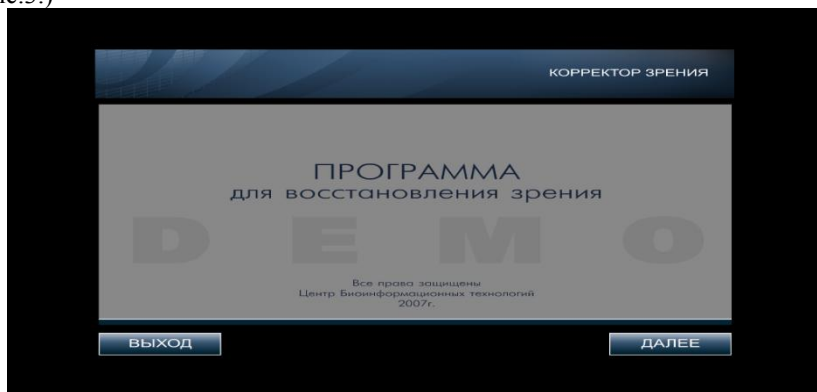 КОРРЕКТОР ЗРЕНИЯ
ПРОГРАММА
для восстановления зрения
DEMO
Все права защищены
Центр Биоинформационных технологий
2007г.
ВЫХОД
ДАЛЕЕ